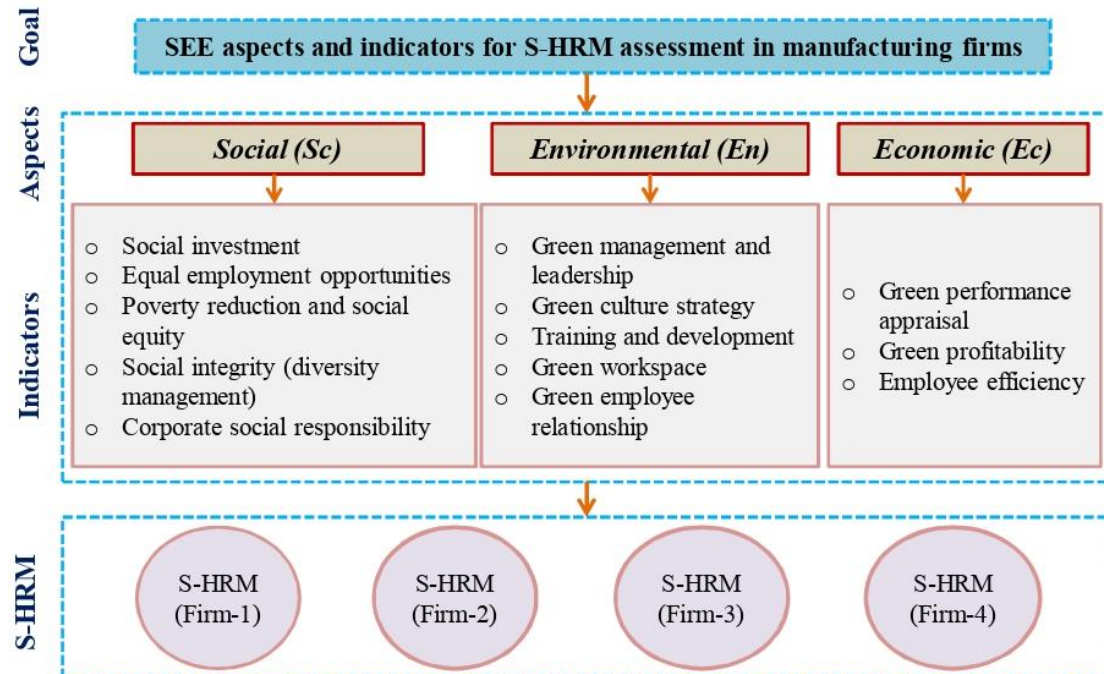 Goal
SEE aspects and indicators for S-HRM assessment in manufacturing firms
Aspects
Social (Sc)
Environmental (En)
Economic (Ec)
Indicators
o Social investment
o Equal employment opportunities
o Poverty reduction and social
equity
o Social integrity (diversity
management)
o Corporate social responsibility
o Green management and
leadership
o Green culture strategy
o Training and development
o Green workspace
o Green employee
relationship
o Green performance
appraisal
o Green profitability
o Employee efficiency
S-HRM
S-HRM
(Firm-1)
S-HRM
(Firm-2)
S-HRM
(Firm-3)
S-HRM
(Firm-4)